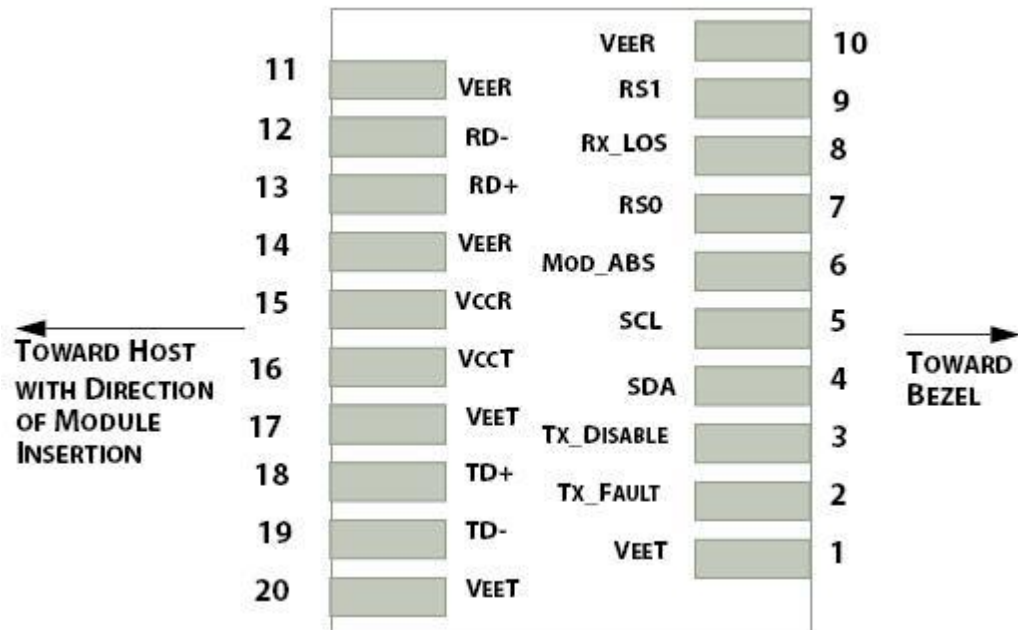 11 VEER
12 RD-
13 RD+
14 VEER
15 VCCR
16 VCCT
17 VEET
18 TD+
19 TD-
20 VEET
VEER 10
RS1 9
RX_LOS 8
RS0 7
MOD_ABS 6
SCL 5
SDA 4
TX_DISABLE 3
TX_FAULT 2
VEET 1
TOWARD HOST
WITH DIRECTION
OF MODULE
INSERTION
TOWARD
BEZEL